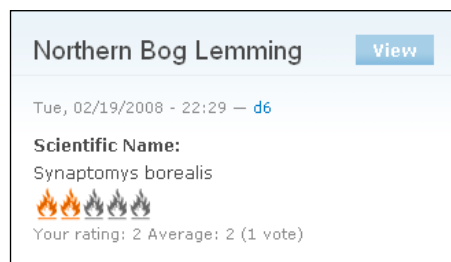 Northern Bog Lemming
View
Tue, 02/19/2008 - 22:29 — d6
Scientific Name:
Synaptomys borealis
Your rating: 2 Average: 2 (1 vote)